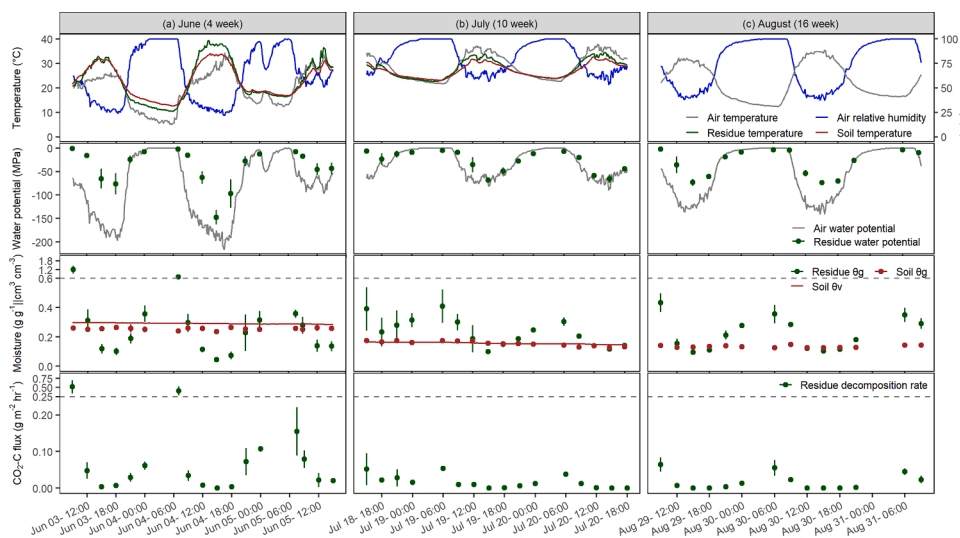 (a) June (4 week)
(b) July (10 week)
(c) August (16 week)
Temperature (°C)
40
30
20
10
0
100
75
50
25
0
Air temperature
Air relative humidity
Residue temperature
Soil temperature
Water potential (MPa)
0
-50
-100
-150
-200
Air water potential
Residue water potential
Moisture (g g⁻¹||cm³ cm⁻³)
1.8
1.2
0.6
0.4
0.2
0.0
Residue θg
Soil θg
Soil θv
CO₂-C flux (g m⁻² hr⁻¹)
0.75
0.50
0.25
0.10
0.00
Residue decomposition rate
Jun 03- 12:00
Jun 03- 18:00
Jun 04- 00:00
Jun 04- 06:00
Jun 04- 12:00
Jun 04- 18:00
Jun 05- 00:00
Jun 05- 06:00
Jun 05- 12:00
Jul 18- 18:00
Jul 19- 00:00
Jul 19- 06:00
Jul 19- 12:00
Jul 19- 18:00
Jul 20- 00:00
Jul 20- 06:00
Jul 20- 12:00
Jul 20- 18:00
Aug 29- 12:00
Aug 29- 18:00
Aug 30- 00:00
Aug 30- 06:00
Aug 30- 12:00
Aug 30- 18:00
Aug 31- 00:00
Aug 31- 06:00